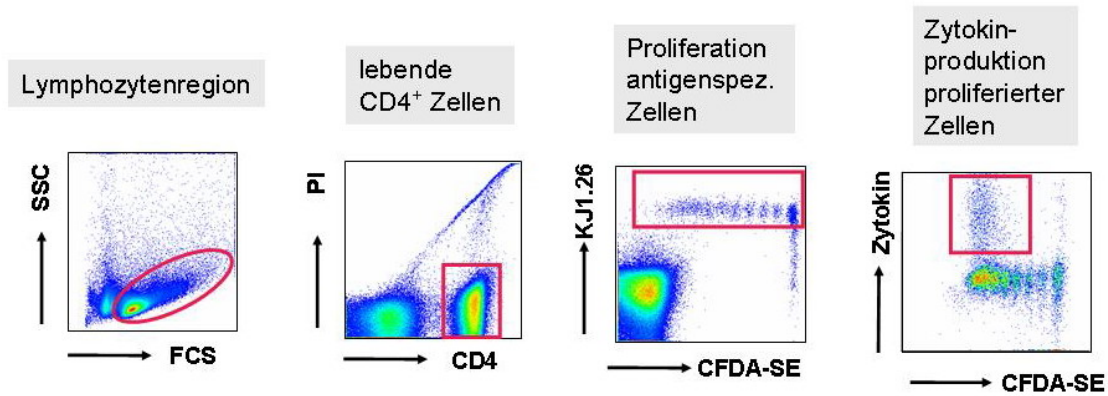 Lymphozytenregion
lebende
CD4⁺ Zellen
Proliferation
antigenspez.
Zellen
Zytokin-
produktion
proliferierter
Zellen
SSC
FCS
PI
CD4
KJ1.26
CFDA-SE
Zytokin
CFDA-SE